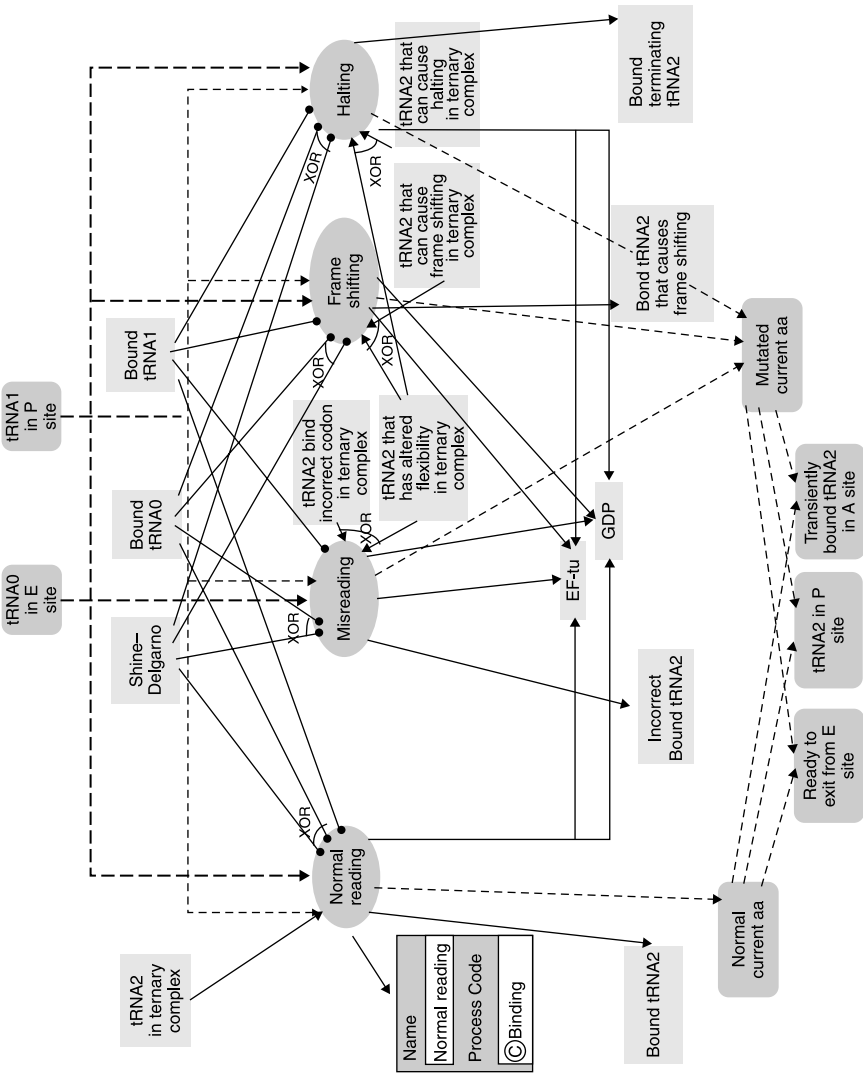 tRNA0
in E
site
tRNA1
in P
site
tRNA2
in ternary
complex
Shine–
Delgarno
Bound
tRNA0
Bound
tRNA1
XOR
XOR
XOR
XOR
Normal
reading
Misreading
Frame
shifting
Halting
XOR
XOR
XOR
tRNA2 bind
incorrect codon
in ternary
complex
tRNA2 that
has altered
flexibility
in ternary
complex
tRNA2 that
can cause
frame shifting
in ternary
complex
tRNA2 that
can cause
halting
in ternary
complex
Name
Normal reading
Process Code
©Binding
EF-tu
GDP
Bound tRNA2
Incorrect
Bound tRNA2
Bond tRNA2
that causes
frame shifting
Bound
terminating
tRNA2
Normal
current aa
Mutated
current aa
Ready to
exit from E
site
tRNA2 in P
site
Transiently
bound tRNA2
in A site